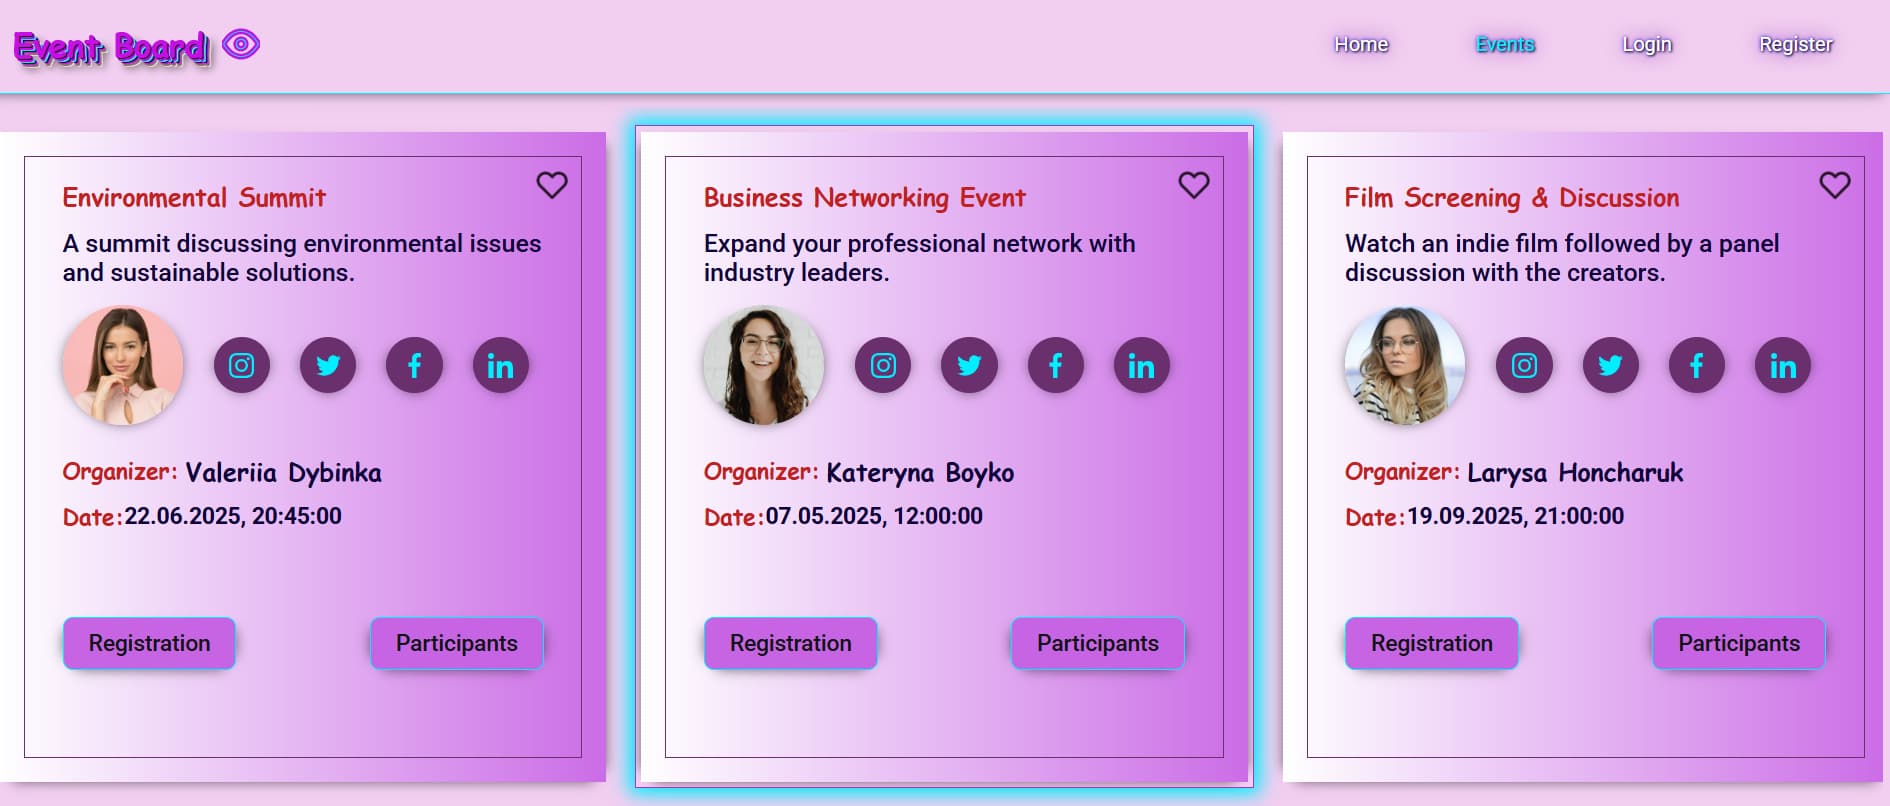 Event Board
Home
Events
Login
Register
Environmental Summit
A summit discussing environmental issues
and sustainable solutions.
Organizer: Valeriia Dybinka
Date:22.06.2025, 20:45:00
Registration
Participants
Business Networking Event
Expand your professional network with
industry leaders.
Organizer: Kateryna Boyko
Date:07.05.2025, 12:00:00
Registration
Participants
Film Screening & Discussion
Watch an indie film followed by a panel
discussion with the creators.
Organizer: Larysa Honcharuk
Date:19.09.2025, 21:00:00
Registration
Participants